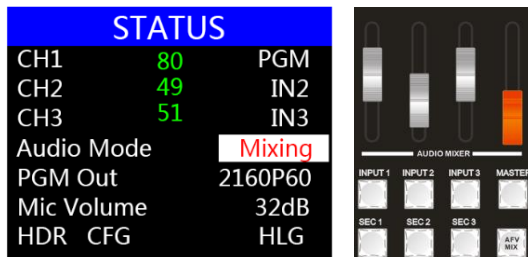 STATUS
CH1 80 PGM
CH2 49 IN2
CH3 51 IN3
Audio Mode Mixing
PGM Out 2160P60
Mic Volume 32dB
HDR CFG HLG
AUDIO MIXER
INPUT 1 INPUT 2 INPUT 3 MASTER
SEC 1 SEC 2 SEC 3
AFV
MIX